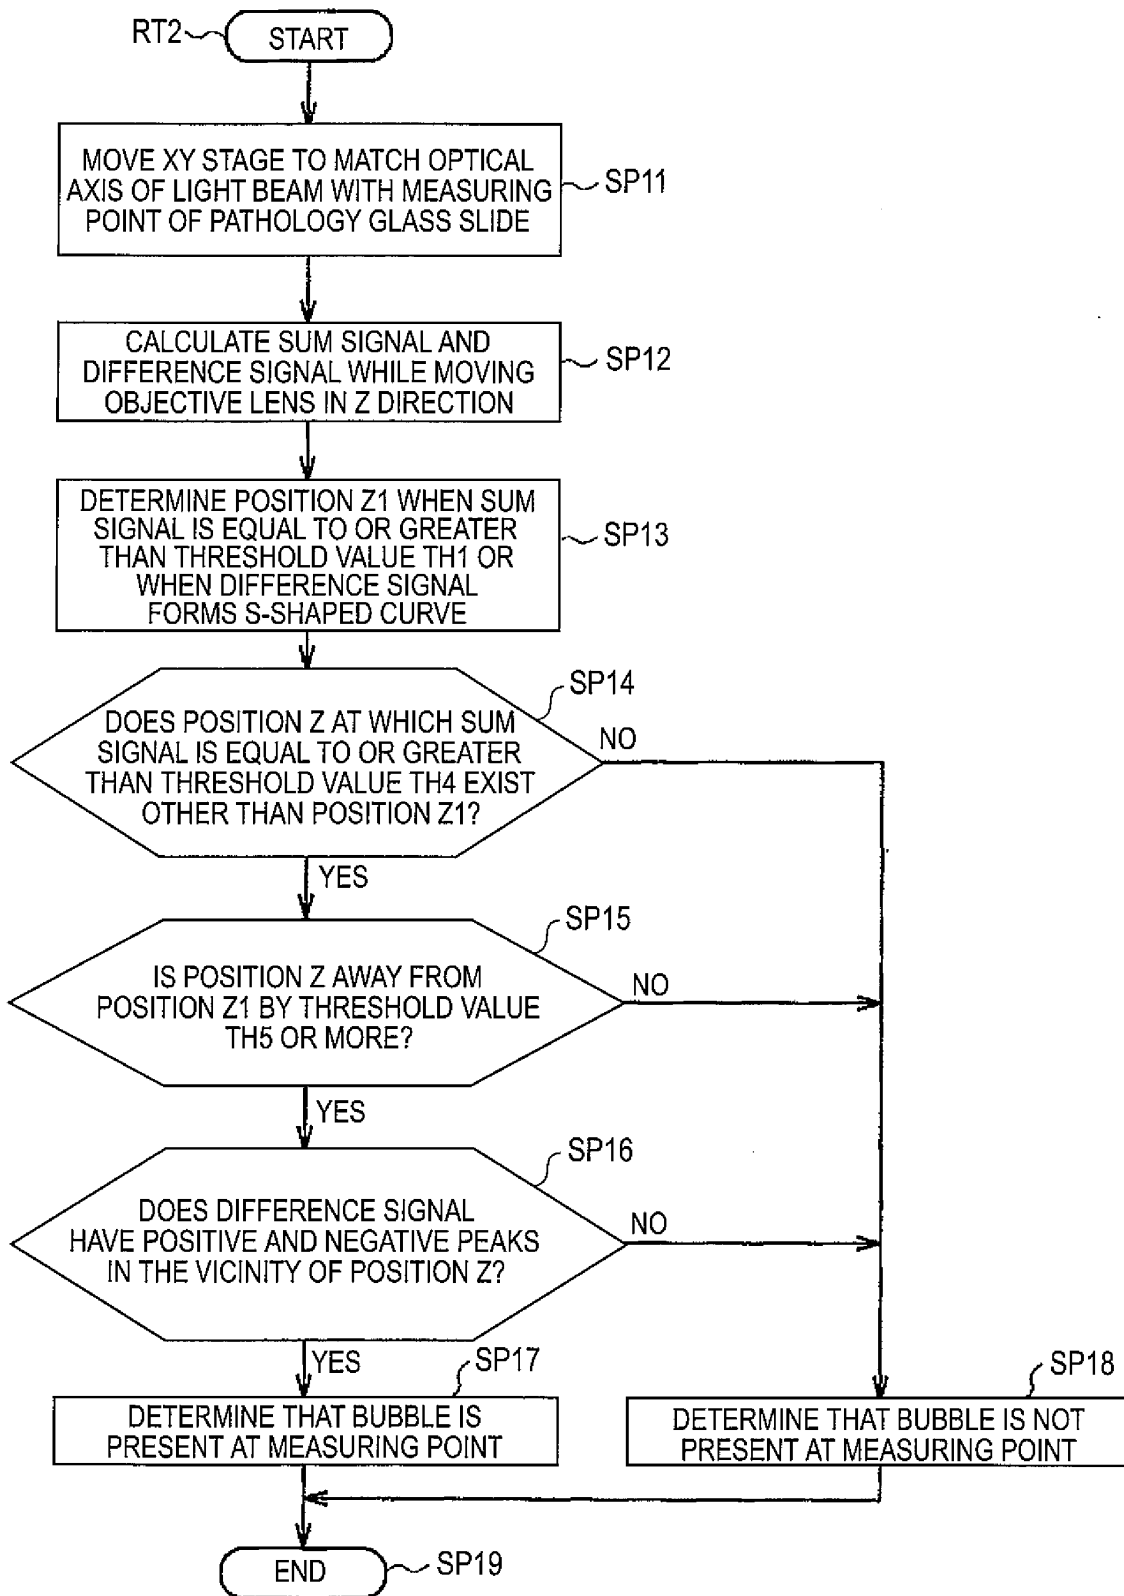 RT2
START
MOVE XY STAGE TO MATCH OPTICAL
AXIS OF LIGHT BEAM WITH MEASURING
POINT OF PATHOLOGY GLASS SLIDE
SP11
CALCULATE SUM SIGNAL AND
DIFFERENCE SIGNAL WHILE MOVING
OBJECTIVE LENS IN Z DIRECTION
SP12
DETERMINE POSITION Z1 WHEN SUM
SIGNAL IS EQUAL TO OR GREATER
THAN THRESHOLD VALUE TH1 OR
WHEN DIFFERENCE SIGNAL
FORMS S-SHAPED CURVE
SP13
SP14
DOES POSITION Z AT WHICH SUM
SIGNAL IS EQUAL TO OR GREATER
THAN THRESHOLD VALUE TH4 EXIST
OTHER THAN POSITION Z1?
NO
YES
SP15
IS POSITION Z AWAY FROM
POSITION Z1 BY THRESHOLD VALUE
TH5 OR MORE?
NO
YES
SP16
DOES DIFFERENCE SIGNAL
HAVE POSITIVE AND NEGATIVE PEAKS
IN THE VICINITY OF POSITION Z?
NO
YES
SP17
DETERMINE THAT BUBBLE IS
PRESENT AT MEASURING POINT
SP18
DETERMINE THAT BUBBLE IS NOT
PRESENT AT MEASURING POINT
END
SP19